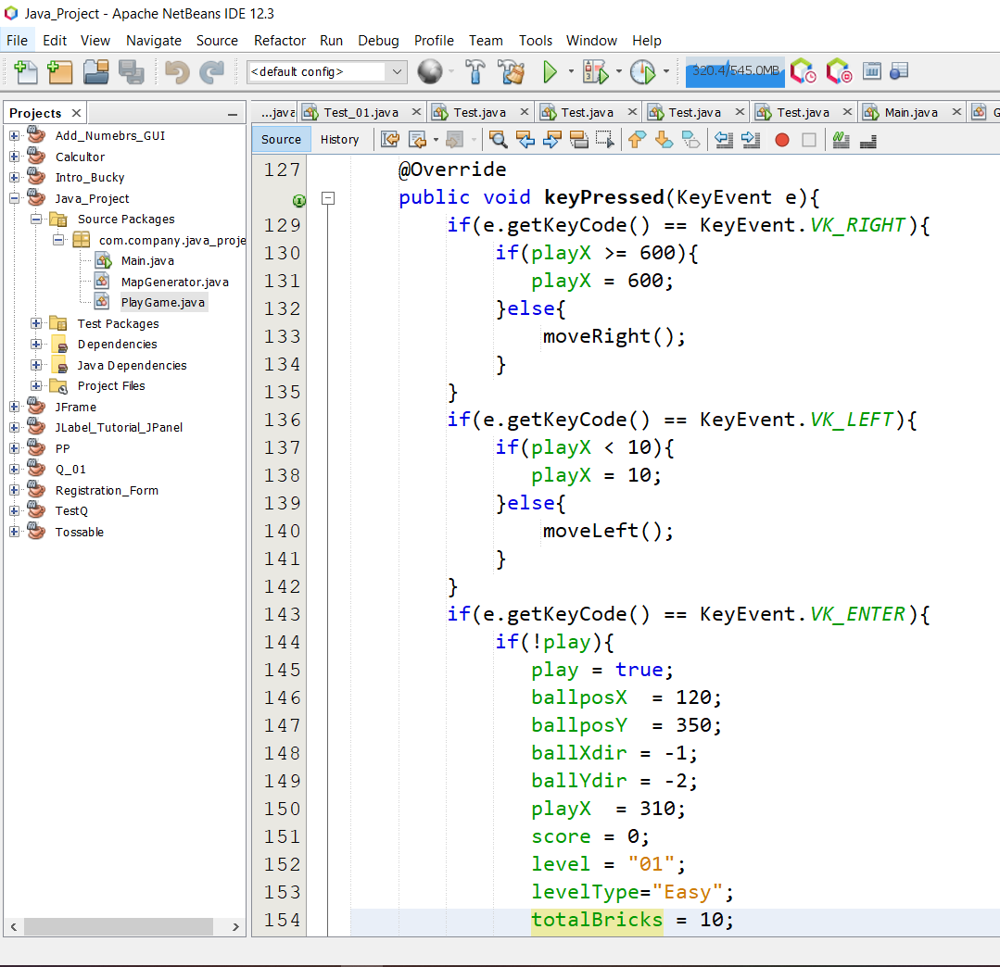 Java_Project - Apache NetBeans IDE 12.3
File Edit View Navigate Source Refactor Run Debug Profile Team Tools Window Help
<default config>
320.4/545.0MB
Projects
...java Test_01.java Test.java Test.java Test.java Test.java Main.java G
Source History
Add_Numebrs_GUI
Calcultor
Intro_Bucky
Java_Project
Source Packages
com.company.java_proje
Main.java
MapGenerator.java
PlayGame.java
Test Packages
Dependencies
Java Dependencies
Project Files
JFrame
JLabel_Tutorial_JPanel
PP
Q_01
Registration_Form
TestQ
Tossable
127 @Override
public void keyPressed(KeyEvent e){
129 if(e.getKeyCode() == KeyEvent.VK_RIGHT){
130 if(playX >= 600){
131 playX = 600;
132 }else{
133 moveRight();
134 }
135 }
136 if(e.getKeyCode() == KeyEvent.VK_LEFT){
137 if(playX < 10){
138 playX = 10;
139 }else{
140 moveLeft();
141 }
142 }
143 if(e.getKeyCode() == KeyEvent.VK_ENTER){
144 if(!play){
145 play = true;
146 ballposX  = 120;
147 ballposY  = 350;
148 ballXdir = -1;
149 ballYdir = -2;
150 playX  = 310;
151 score = 0;
152 level = "01";
153 levelType="Easy";
154 totalBricks = 10;